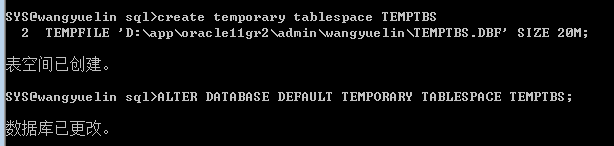 SYS@wangyuelin sql>create temporary tablespace TEMPTBS
2 TEMPFILE 'D:\app\oracle11gr2\admin\wangyuelin\TEMPTBS.DBF' SIZE 20M;
表空间已创建。
SYS@wangyuelin sql>ALTER DATABASE DEFAULT TEMPORARY TABLESPACE TEMPTBS;
数据库已更改。